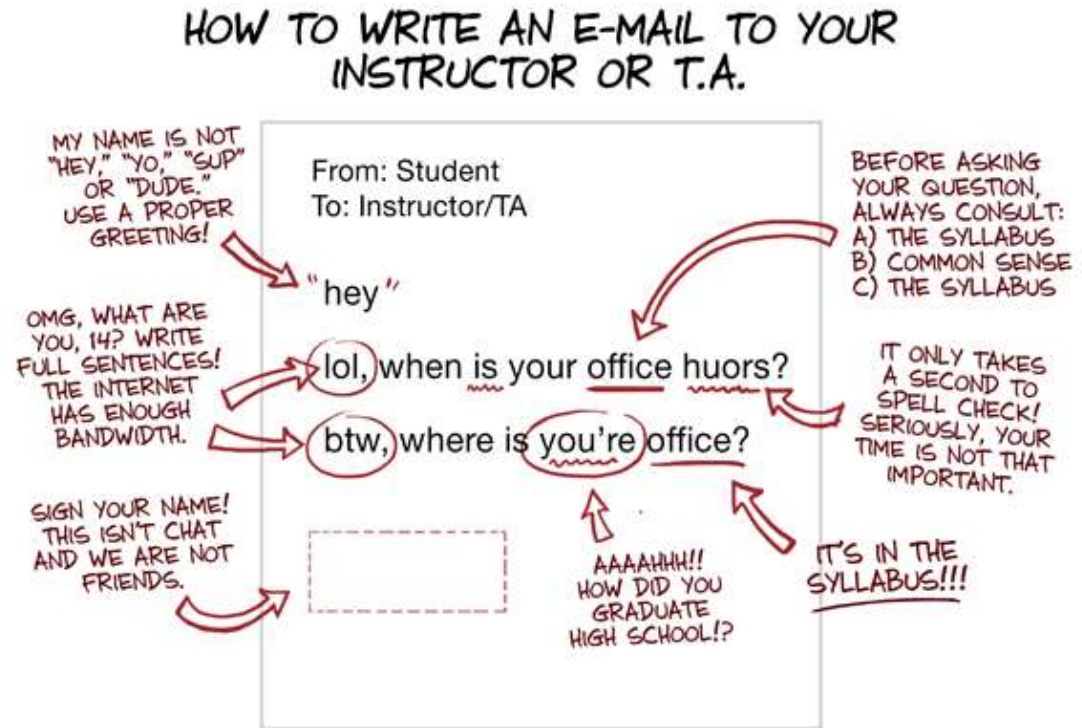 HOW TO WRITE AN E-MAIL TO YOUR
INSTRUCTOR OR T.A.
MY NAME IS NOT
"HEY," "YO," "SUP"
OR "DUDE."
USE A PROPER
GREETING!
From: Student
To: Instructor/TA
BEFORE ASKING
YOUR QUESTION,
ALWAYS CONSULT:
A) THE SYLLABUS
B) COMMON SENSE
C) THE SYLLABUS
"hey"
OMG, WHAT ARE
YOU, 14? WRITE
FULL SENTENCES!
THE INTERNET
HAS ENOUGH
BANDWIDTH.
lol, when is your office huors?
IT ONLY TAKES
A SECOND TO
SPELL CHECK!
SERIOUSLY, YOUR
TIME IS NOT THAT
IMPORTANT.
btw, where is you're office?
SIGN YOUR NAME!
THIS ISN'T CHAT
AND WE ARE NOT
FRIENDS.
AAAAHHH!!
HOW DID YOU
GRADUATE
HIGH SCHOOL!?
IT'S IN THE
SYLLABUS!!!